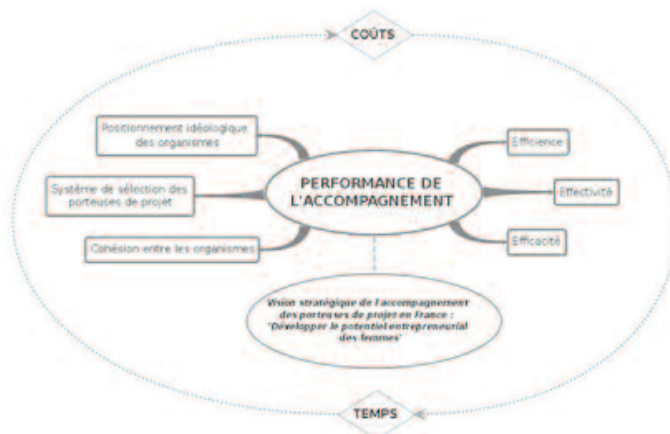 COÛTS
Positionnement idéologique
des organismes
Système de sélection des
porteuses de projet
Cohésion entre les organismes
PERFORMANCE DE
L'ACCOMPAGNEMENT
Efficience
Effectivité
Efficacité
Vision stratégique de l'accompagnement
des porteuses de projet en France :
"Développer le potentiel entrepreneurial
des femmes"
TEMPS